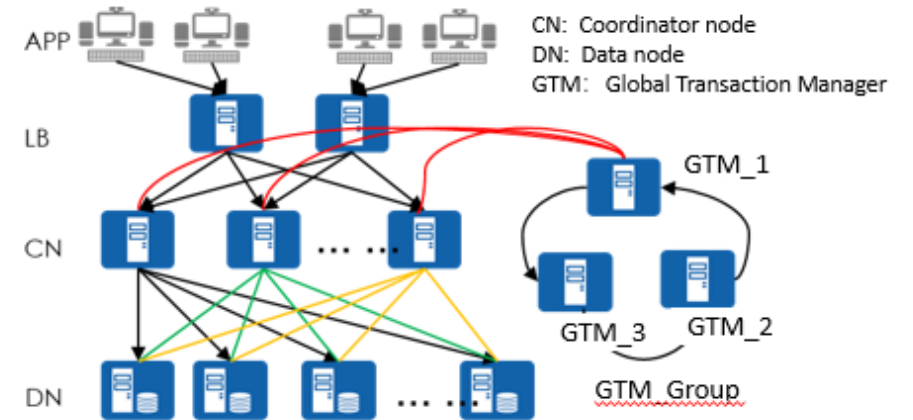 APP
CN: Coordinator node
DN: Data node
GTM: Global Transaction Manager
LB
GTM_1
CN
... ...
GTM_3
GTM_2
GTM_Group
DN
... ...